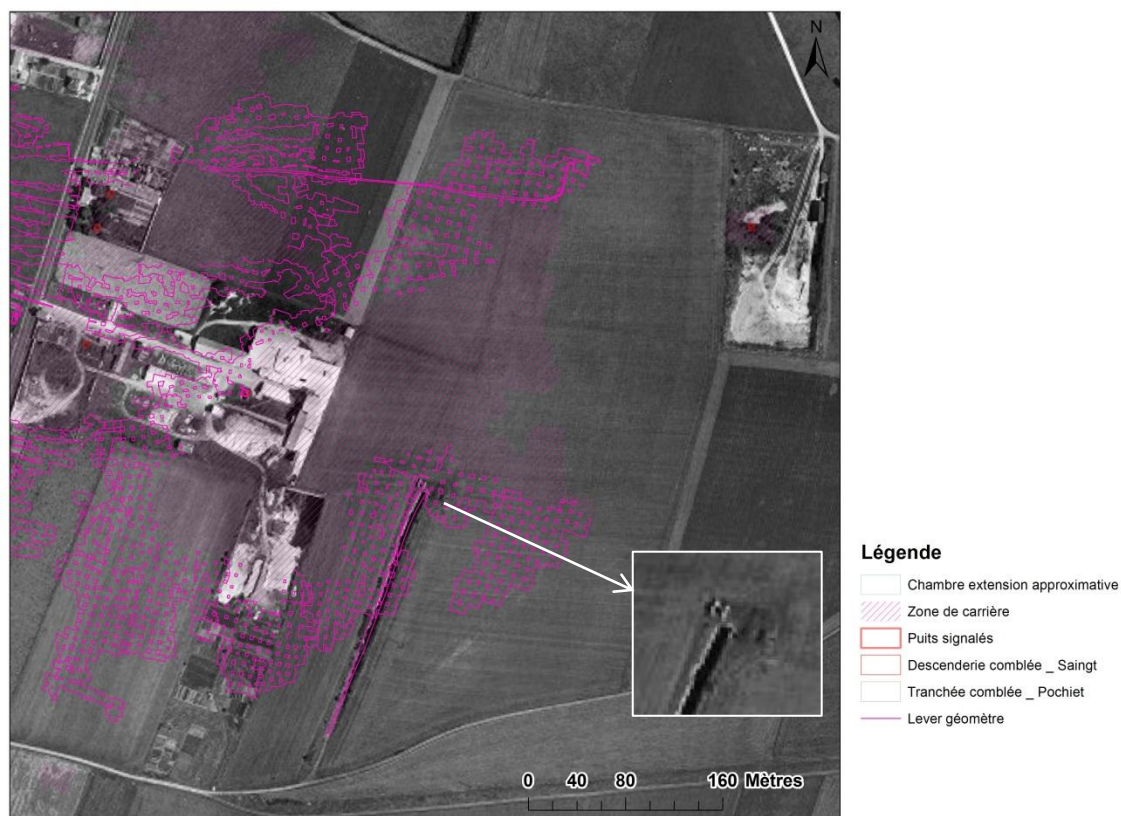 N
0 40 80 160 Mètres
Légende
Chambre extension approximative
Zone de carrière
Puits signalés
Descenderie comblée _ Saingt
Tranchée comblée _ Pochiet
Lever géomètre